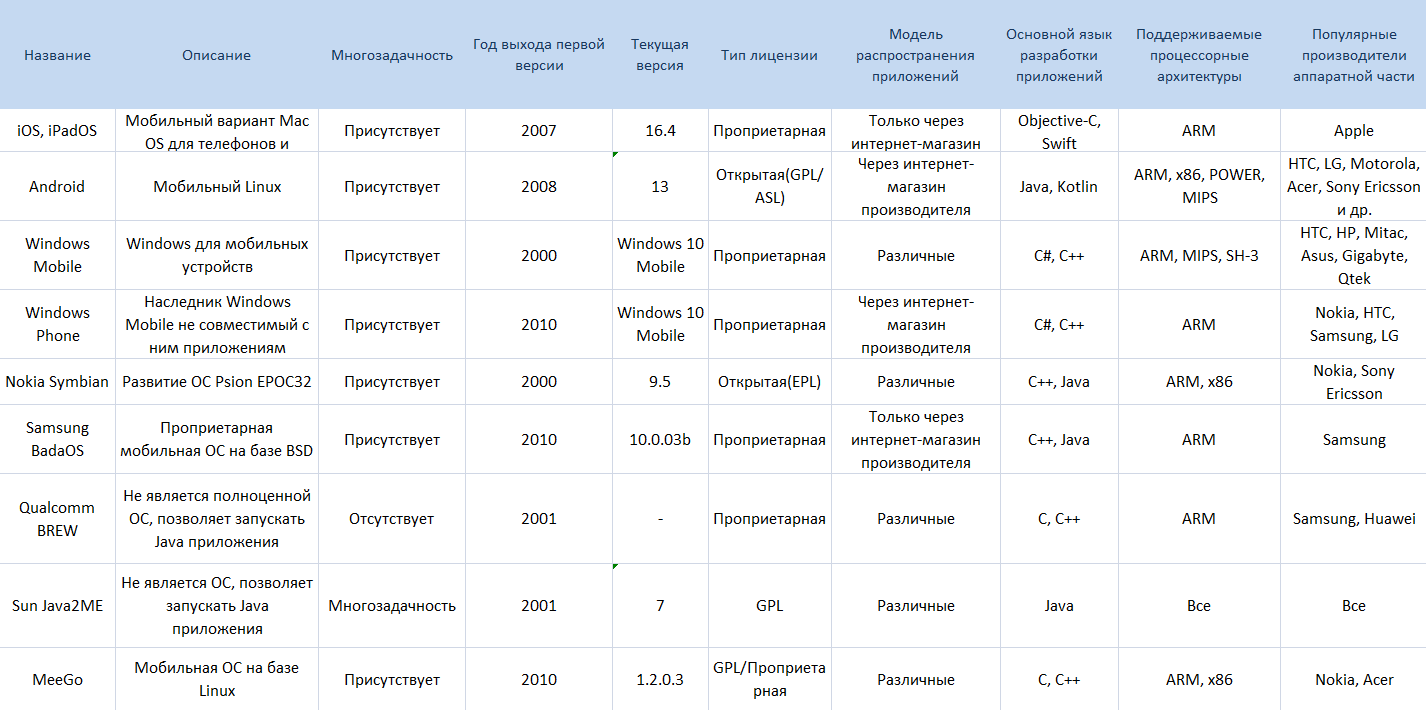 Название
Описание
Многозадачность
Год выхода первой
версии
Текущая
версия
Тип лицензии
Модель
распространения
приложений
Основной язык
разработки
приложений
Поддерживаемые
процессорные
архитектуры
Популярные
производители
аппаратной части
iOS, iPadOS
Мобильный вариант Mac
OS для телефонов и
Присутствует
2007
16.4
Проприетарная
Только через
интернет-магазин
Objective-C,
Swift
ARM
Apple
Android
Мобильный Linux
Присутствует
2008
13
Открытая(GPL/
ASL)
Через интернет-
магазин
производителя
Java, Kotlin
ARM, x86, POWER,
MIPS
HTC, LG, Motorola,
Acer, Sony Ericsson
и др.
Windows
Mobile
Windows для мобильных
устройств
Присутствует
2000
Windows 10
Mobile
Проприетарная
Различные
C#, C++
ARM, MIPS, SH-3
HTC, HP, Mitac,
Asus, Gigabyte,
Qtek
Windows
Phone
Наследник Windows
Mobile не совместимый с
ним приложениям
Присутствует
2010
Windows 10
Mobile
Проприетарная
Через интернет-
магазин
производителя
C#, C++
ARM
Nokia, HTC,
Samsung, LG
Nokia Symbian
Развитие ОС Psion EPOC32
Присутствует
2000
9.5
Открытая(EPL)
Различные
C++, Java
ARM, x86
Nokia, Sony
Ericsson
Samsung
BadaOS
Проприетарная
мобильная ОС на базе BSD
Присутствует
2010
10.0.03b
Проприетарная
Только через
интернет-магазин
производителя
C++, Java
ARM
Samsung
Qualcomm
BREW
Не является полноценной
ОС, позволяет запускать
Java приложения
Отсутствует
2001
-
Проприетарная
Различные
C, C++
ARM
Samsung, Huawei
Sun Java2ME
Не является ОС, позволяет
запускать Java
приложения
Многозадачность
2001
7
GPL
Различные
Java
Все
Все
MeeGo
Мобильная ОС на базе
Linux
Присутствует
2010
1.2.0.3
GPL/Проприета
рная
Различные
C, C++
ARM, x86
Nokia, Acer